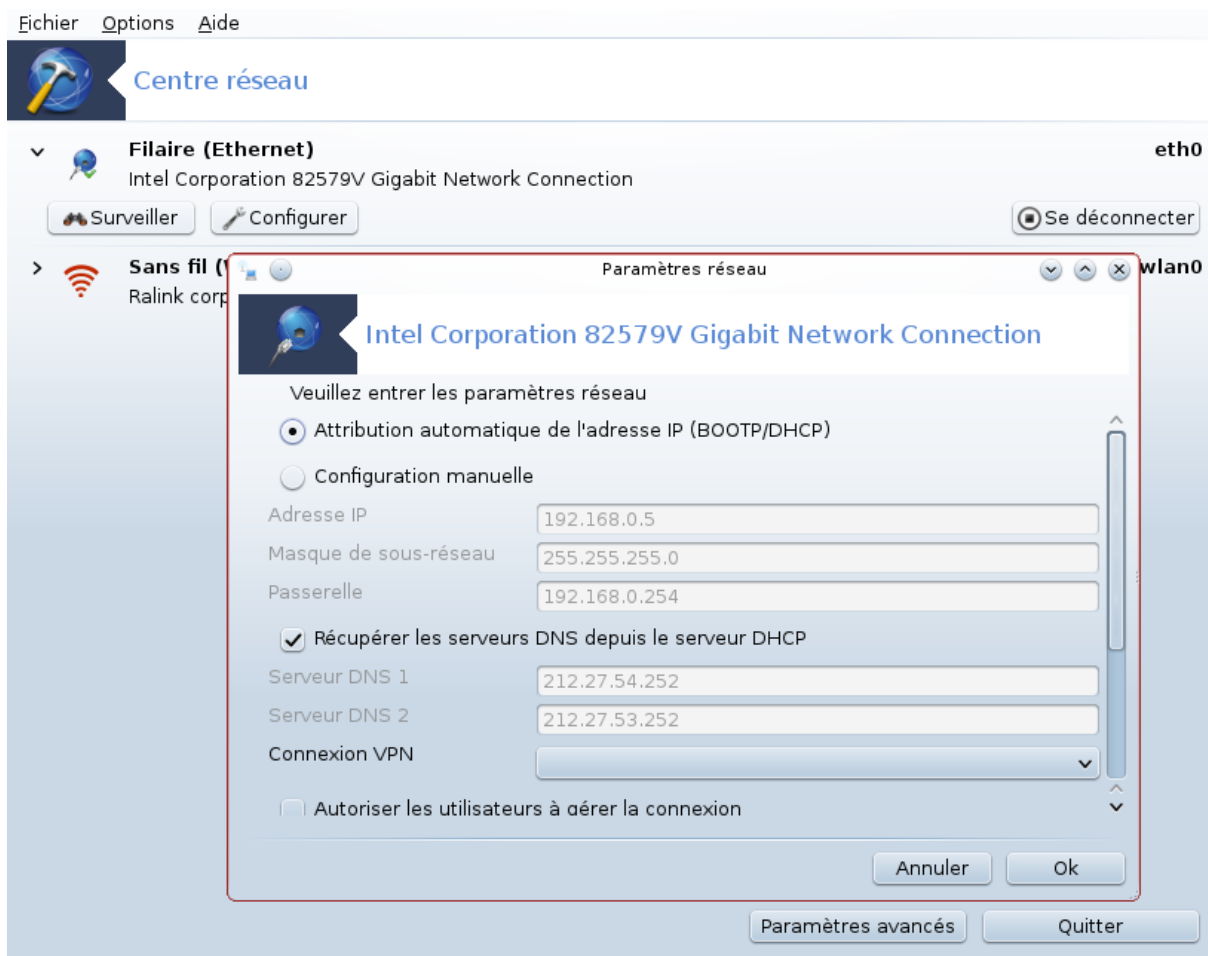 Fichier Options Aide
Centre réseau
Filaire (Ethernet) eth0
Intel Corporation 82579V Gigabit Network Connection
Surveiller Configurer Se déconnecter
Sans fil ( wlan0
Ralink corp
Paramètres réseau
Intel Corporation 82579V Gigabit Network Connection
Veuillez entrer les paramètres réseau
Attribution automatique de l'adresse IP (BOOTP/DHCP)
Configuration manuelle
Adresse IP 192.168.0.5
Masque de sous-réseau 255.255.255.0
Passerelle 192.168.0.254
Récupérer les serveurs DNS depuis le serveur DHCP
Serveur DNS 1 212.27.54.252
Serveur DNS 2 212.27.53.252
Connexion VPN
Autoriser les utilisateurs à gérer la connexion
Annuler Ok
Paramètres avancés Quitter